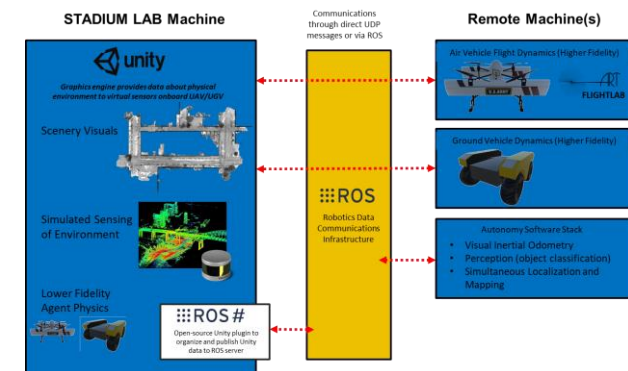 STADIUM LAB Machine
unity
Graphics engine provides data about physical
environment to virtual sensors onboard UAV/UGV
Scenery Visuals
Simulated Sensing
of Environment
Lower Fidelity
Agent Physics
ROS #
Open-source Unity plugin to
organize and publish Unity
data to ROS server
Communications
through direct UDP
messages or via ROS
ROS
Robotics Data
Communications
Infrastructure
Remote Machine(s)
Air Vehicle Flight Dynamics (Higher Fidelity)
ART
FLIGHTLAB
Ground Vehicle Dynamics (Higher Fidelity)
Autonomy Software Stack
• Visual Inertial Odometry
• Perception (object classification)
• Simultaneous Localization and
Mapping